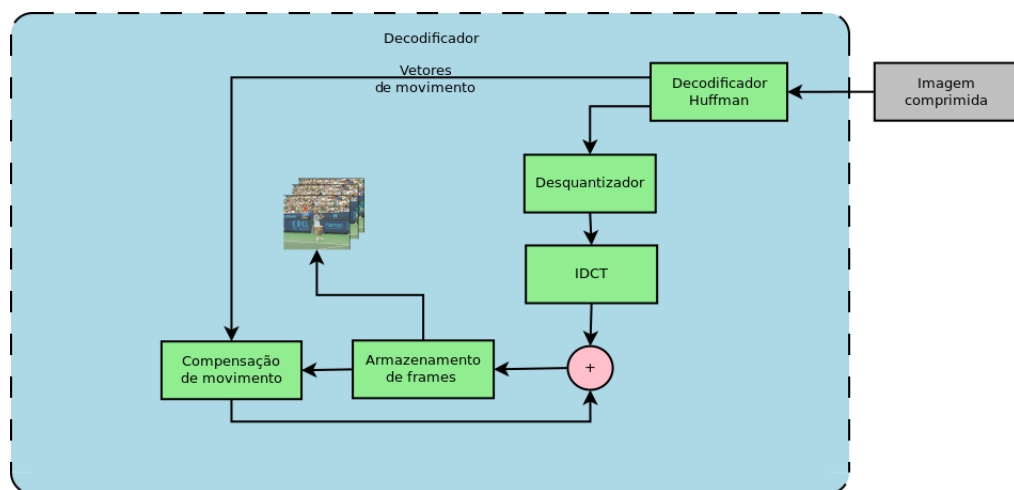 Decodificador
Vetores
de movimento
Decodificador
Huffman
Imagem
comprimida
Desquantizador
IDCT
Compensação
de movimento
Armazenamento
de frames
+